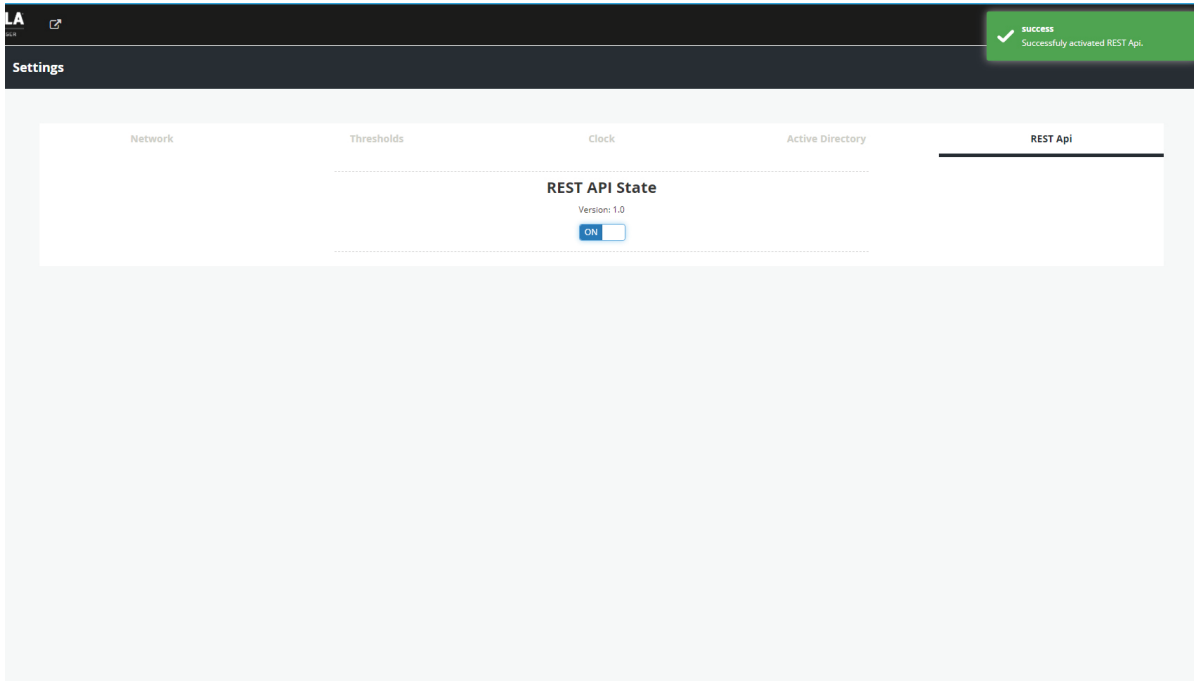 LA
GER
success
Successfuly activated REST Api.
Settings
Network Thresholds Clock Active Directory REST Api
REST API State
Version: 1.0
ON